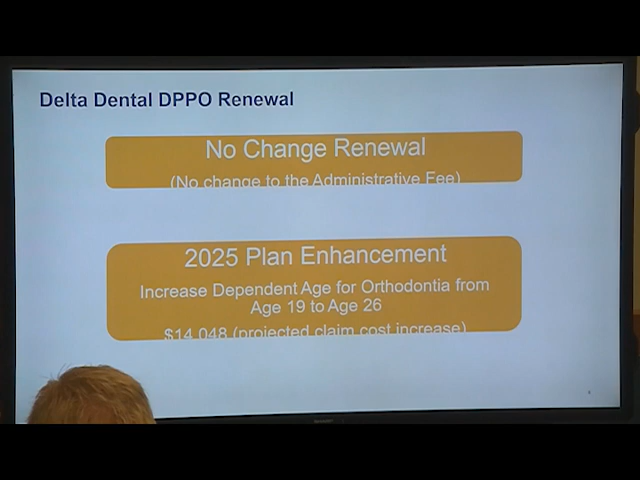 Delta Dental DPPO Renewal
No Change Renewal
(No change to the Administrative Fee)
2025 Plan Enhancement
Increase Dependent Age for Orthodontia from
Age 19 to Age 26
$14,048 (projected claim cost increase)